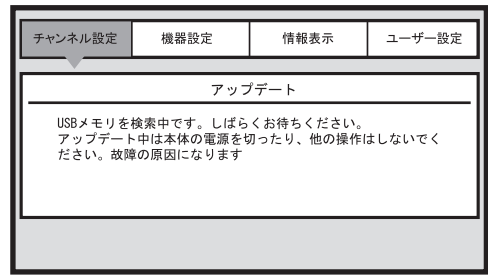 チャンネル設定 機器設定 情報表示 ユーザー設定
アップデート
USBメモリを検索中です。しばらくお待ちください。
アップデート中は本体の電源を切ったり、他の操作はしないでく
ださい。故障の原因になります